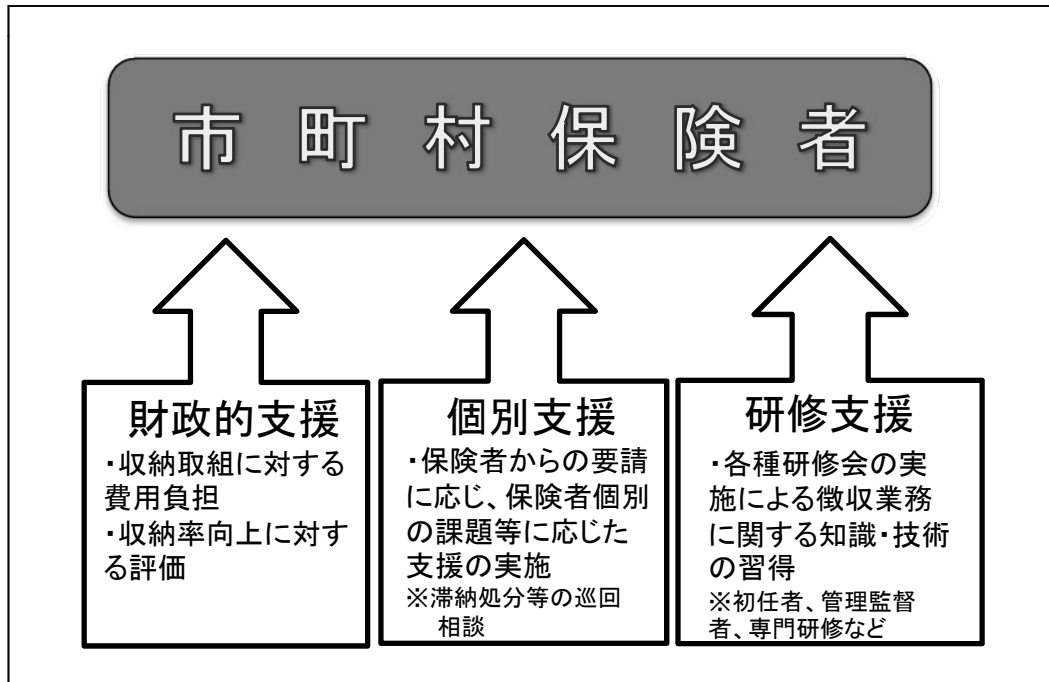 市町村保険者
財政的支援
・収納取組に対する
費用負担
・収納率向上に対す
る評価
個別支援
・保険者からの要請
に応じ、保険者個別
の課題等に応じた
支援の実施
※滞納処分等の巡回
相談
研修支援
・各種研修会の実
施による徴収業務
に関する知識・技術
の習得
※初任者、管理監督
者、専門研修など